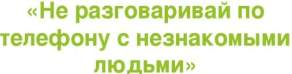 «Не разговаривай по
телефону с незнакомыми
людьми»